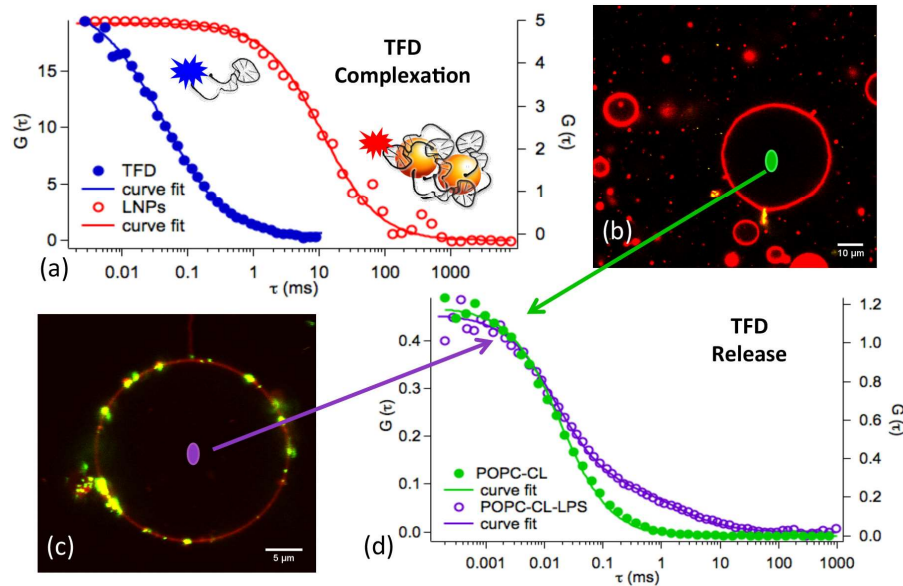 TFD
Complexation
G (τ)
15
10
5
0
5
4
3
2
1
0
G (τ)
TFD
curve fit
LNPs
curve fit
0.01
0.1
1
10
100
1000
τ (ms)
(a)
(b)
10 μm
(c)
5 μm
TFD
Release
G (τ)
0.4
0.3
0.2
0.1
0.0
1.2
1.0
0.8
0.6
0.4
0.2
0.0
G (τ)
POPC-CL
curve fit
POPC-CL-LPS
curve fit
0.001
0.01
0.1
1
10
100
1000
τ (ms)
(d)